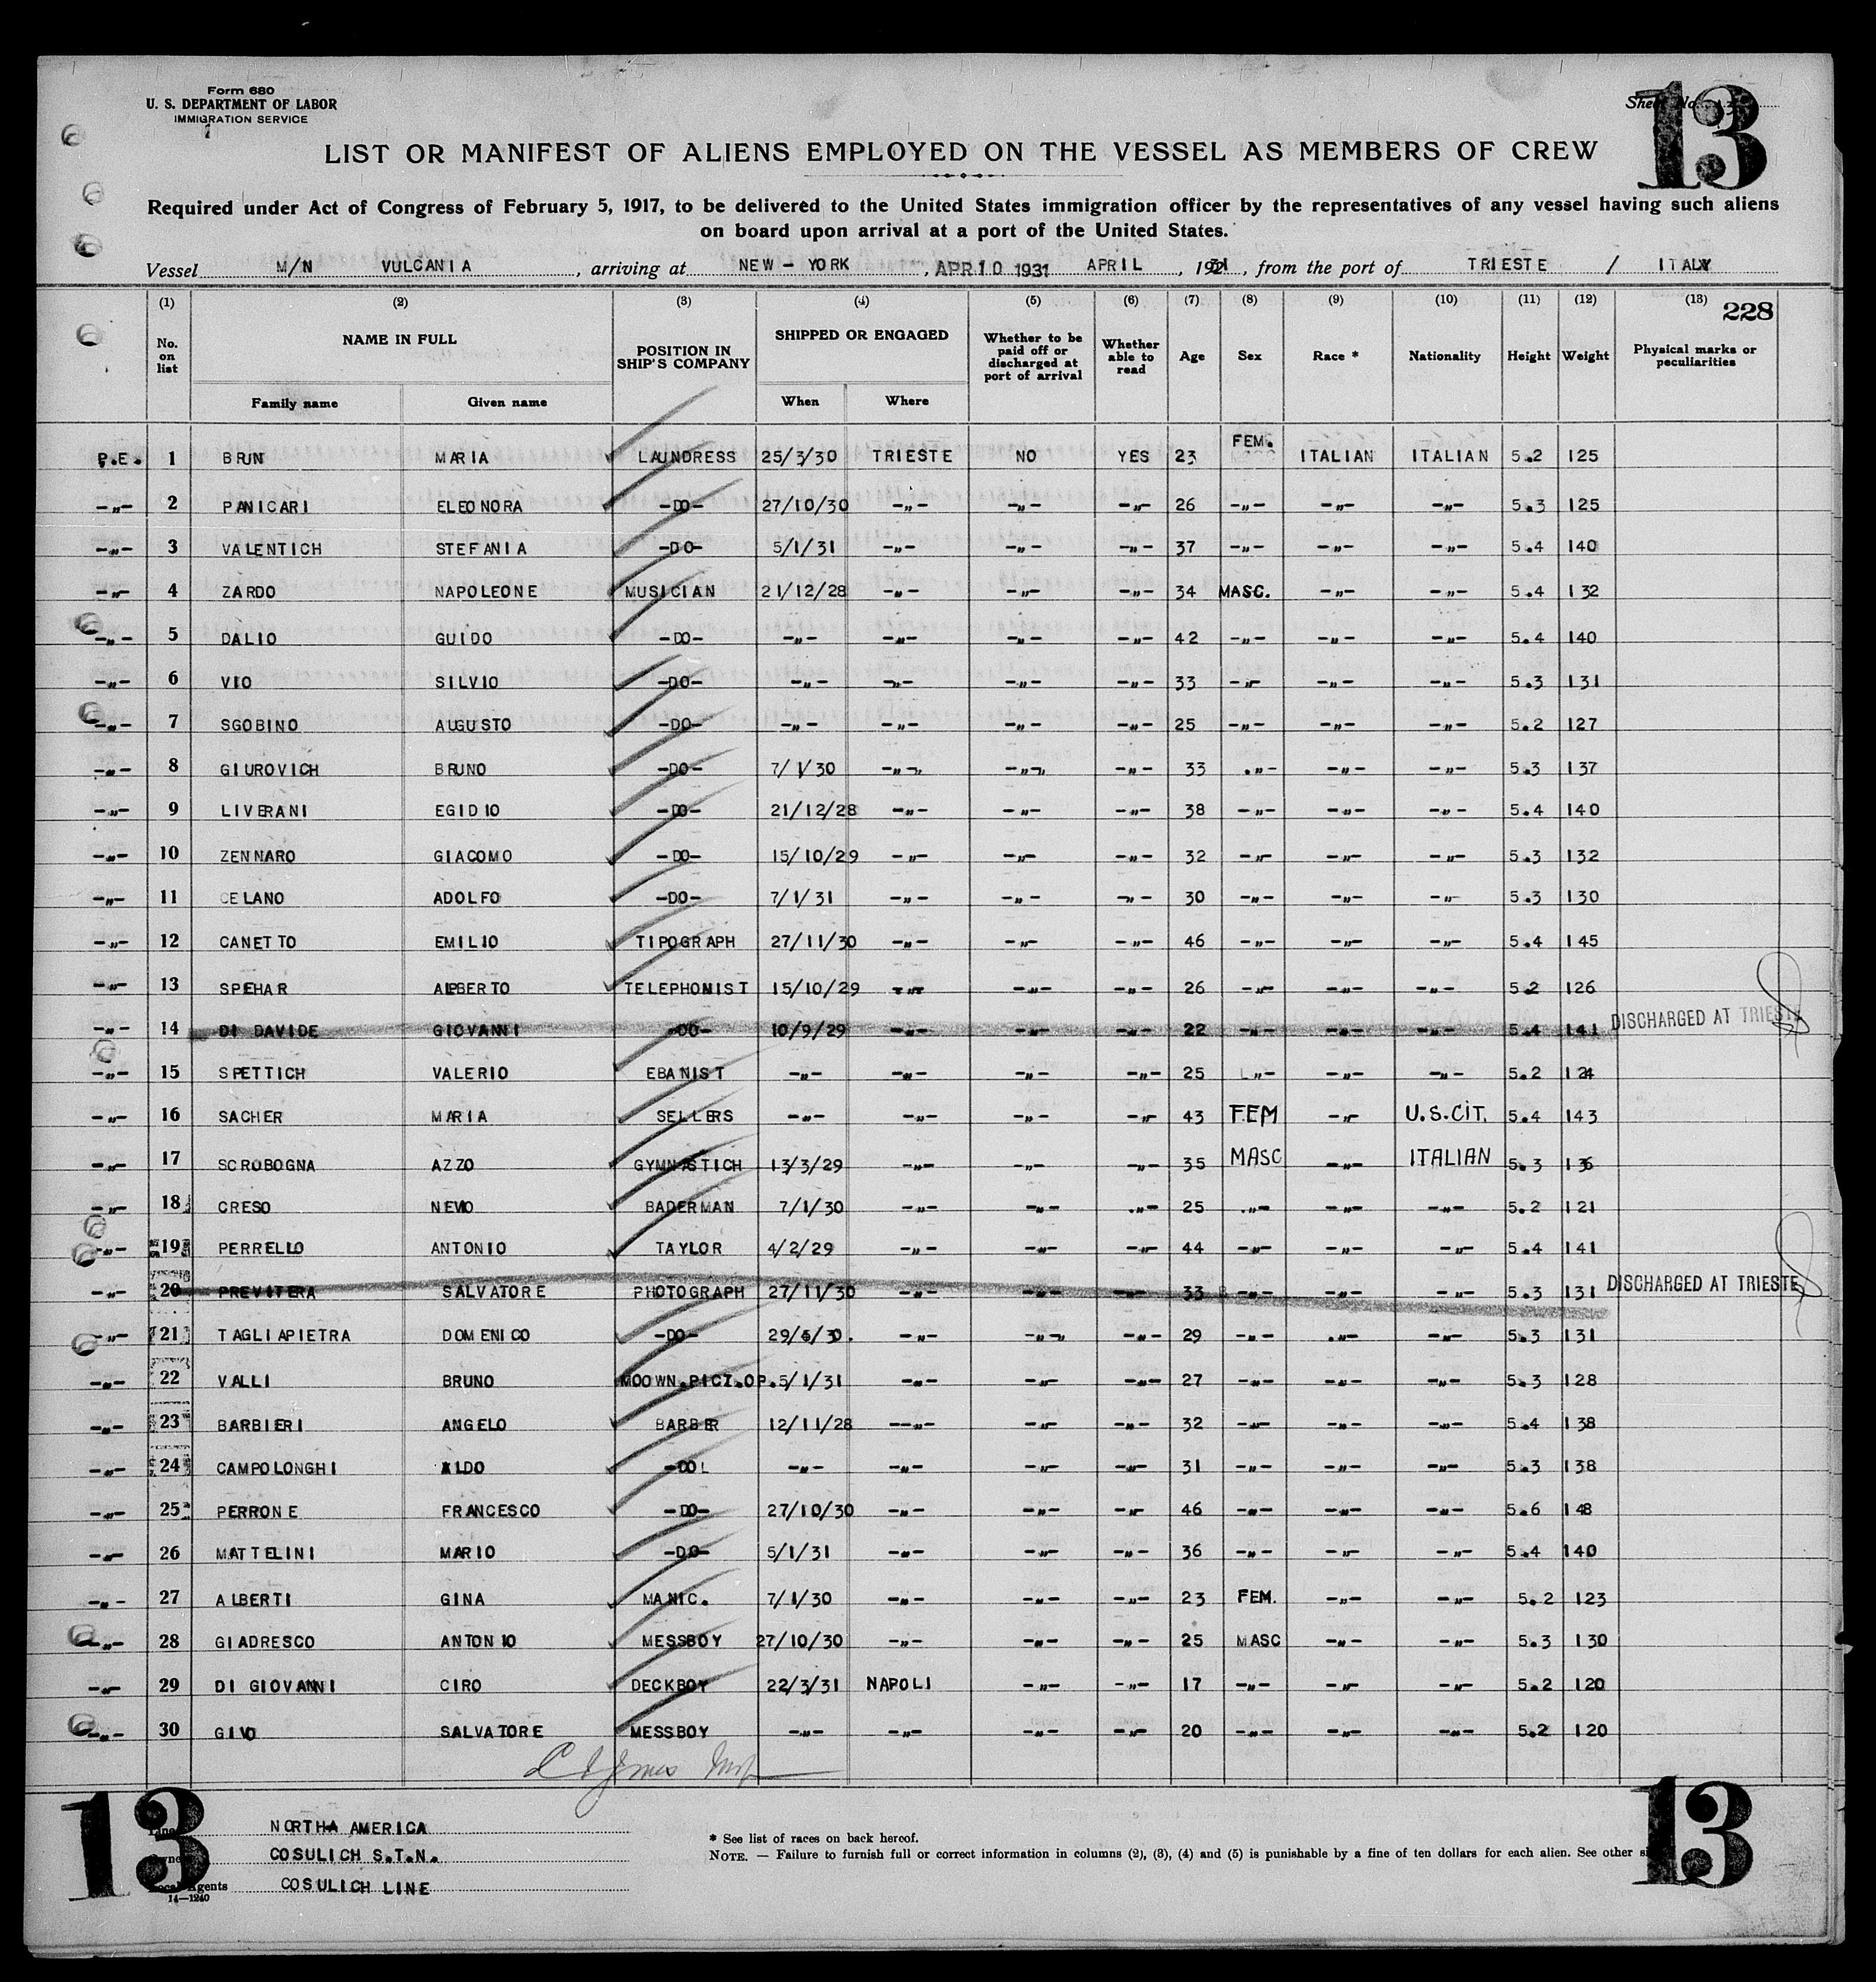 Form 680
U. S. DEPARTMENT OF LABOR
IMMIGRATION SERVICE
Sheet No.
13
LIST OR MANIFEST OF ALIENS EMPLOYED ON THE VESSEL AS MEMBERS OF CREW
Required under Act of Congress of February 5, 1917, to be delivered to the United States immigration officer by the representatives of any vessel having such aliens
on board upon arrival at a port of the United States.
Vessel M/N VULCANIA, arriving at NEW-YORK, APR 10 1931 APRIL, 1931, from the port of TRIESTE / ITALY
(1) (2) (3) (4) (5) (6) (7) (8) (9) (10) (11) (12) (13) 228
No. on list NAME IN FULL POSITION IN SHIP'S COMPANY SHIPPED OR ENGAGED Whether to be paid off or discharged at port of arrival Whether able to read Age Sex Race * Nationality Height Weight Physical marks or peculiarities
Family name Given name When Where
P.E. 1 BRUN MARIA LAUNDRESS 25/3/30 TRIESTE NO YES 23 FEM. ITALIAN ITALIAN 5.2 125
-"- 2 PANICARI ELEONORA -DO- 27/10/30 -"- -"- -"- 26 -"- -"- -"- 5.3 125
-"- 3 VALENTICH STEFANIA -DO- 5/1/31 -"- -"- -"- 37 -"- -"- -"- 5.4 140
-"- 4 ZARDO NAPOLEONE MUSICIAN 21/12/28 -"- -"- -"- 34 MASC. -"- -"- 5.4 132
-"- 5 DALIO GUIDO -DO- -"- -"- -"- -"- 42 -"- -"- -"- 5.4 140
-"- 6 VIO SILVIO -DO- -"- -"- -"- -"- 33 -"- -"- -"- 5.3 131
-"- 7 SGOBINO AUGUSTO -DO- -"- -"- -"- -"- 25 -"- -"- -"- 5.2 127
-"- 8 GIUROVICH BRUNO -DO- 7/1/30 -"- -"- -"- 33 -"- -"- -"- 5.3 137
-"- 9 LIVERANI EGIDIO -DO- 21/12/28 -"- -"- -"- 38 -"- -"- -"- 5.4 140
-"- 10 ZENNARO GIACOMO -DO- 15/10/29 -"- -"- -"- 32 -"- -"- -"- 5.3 132
-"- 11 CELANO ADOLFO -DO- 7/1/31 -"- -"- -"- 30 -"- -"- -"- 5.3 130
-"- 12 CANETTO EMILIO TIPOGRAPH 27/11/30 -"- -"- -"- 46 -"- -"- -"- 5.4 145
-"- 13 SPEHAR ALBERTO TELEPHONIST 15/10/29 -"- -"- -"- 26 -"- -"- -"- 5.2 126
-"- 14 DI DAVIDE GIOVANNI -DO- 10/9/29 -"- -"- -"- 22 -"- -"- -"- 5.4 141 DISCHARGED AT TRIESTE
-"- 15 SPETTICH VALERIO EBANIST -"- -"- -"- -"- 25 -"- -"- -"- 5.2 124
-"- 16 SACHER MARIA SELLERS -"- -"- -"- -"- 43 FEM -"- U.S.CIT. 5.4 143
-"- 17 SCROBOGNA AZZO GYMNASTICH 13/3/29 -"- -"- -"- 35 MASC -"- ITALIAN 5.3 136
-"- 18 CRESO NEVIO BADERMAN 7/1/30 -"- -"- -"- 25 -"- -"- -"- 5.2 121
-"- 19 PERRELLO ANTONIO TAYLOR 4/2/29 -"- -"- -"- 44 -"- -"- -"- 5.4 141
-"- 20 PREVITERA SALVATORE PHOTOGRAPH 27/11/30 -"- -"- -"- 33 -"- -"- -"- 5.3 131 DISCHARGED AT TRIESTE
-"- 21 TAGLIAPIETRA DOMENICO -DO- 29/6/30. -"- -"- -"- 29 -"- -"- -"- 5.3 131
-"- 22 VALLI BRUNO MOOWN.PICT.OP. 5/1/31 -"- -"- -"- 27 -"- -"- -"- 5.3 128
-"- 23 BARBIERI ANGELO BARBER 12/11/28 -"- -"- -"- 32 -"- -"- -"- 5.4 138
-"- 24 CAMPOLONGHI ALDO -DO- -"- -"- -"- -"- 31 -"- -"- -"- 5.3 138
-"- 25 PERRONE FRANCESCO -DO- 27/10/30 -"- -"- -"- 46 -"- -"- -"- 5.6 148
-"- 26 MATTELINI MARIO -DO- 5/1/31 -"- -"- -"- 36 -"- -"- -"- 5.4 140
-"- 27 ALBERTI GINA MANIC. 7/1/30 -"- -"- -"- 23 FEM. -"- -"- 5.2 123
-"- 28 GIADRESCO ANTONIO MESSBOY 27/10/30 -"- -"- -"- 25 MASC -"- -"- 5.3 130
-"- 29 DI GIOVANNI CIRO DECKBOY 22/3/31 NAPOLI -"- -"- 17 -"- -"- -"- 5.2 120
-"- 30 GIVO SALVATORE MESSBOY -"- -"- -"- -"- 20 -"- -"- -"- 5.2 120
13
13
NORTH AMERICA
COSULICH S.T.N.
Local Agents COSULICH LINE
14—1240
* See list of races on back hereof.
NOTE. — Failure to furnish full or correct information in columns (2), (3), (4) and (5) is punishable by a fine of ten dollars for each alien. See other